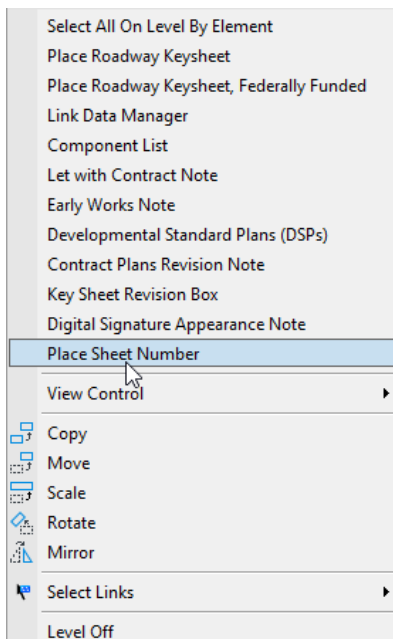 Select All On Level By Element
Place Roadway Keysheet
Place Roadway Keysheet, Federally Funded
Link Data Manager
Component List
Let with Contract Note
Early Works Note
Developmental Standard Plans (DSPs)
Contract Plans Revision Note
Key Sheet Revision Box
Digital Signature Appearance Note
Place Sheet Number
View Control
Copy
Move
Scale
Rotate
Mirror
Select Links
Level Off